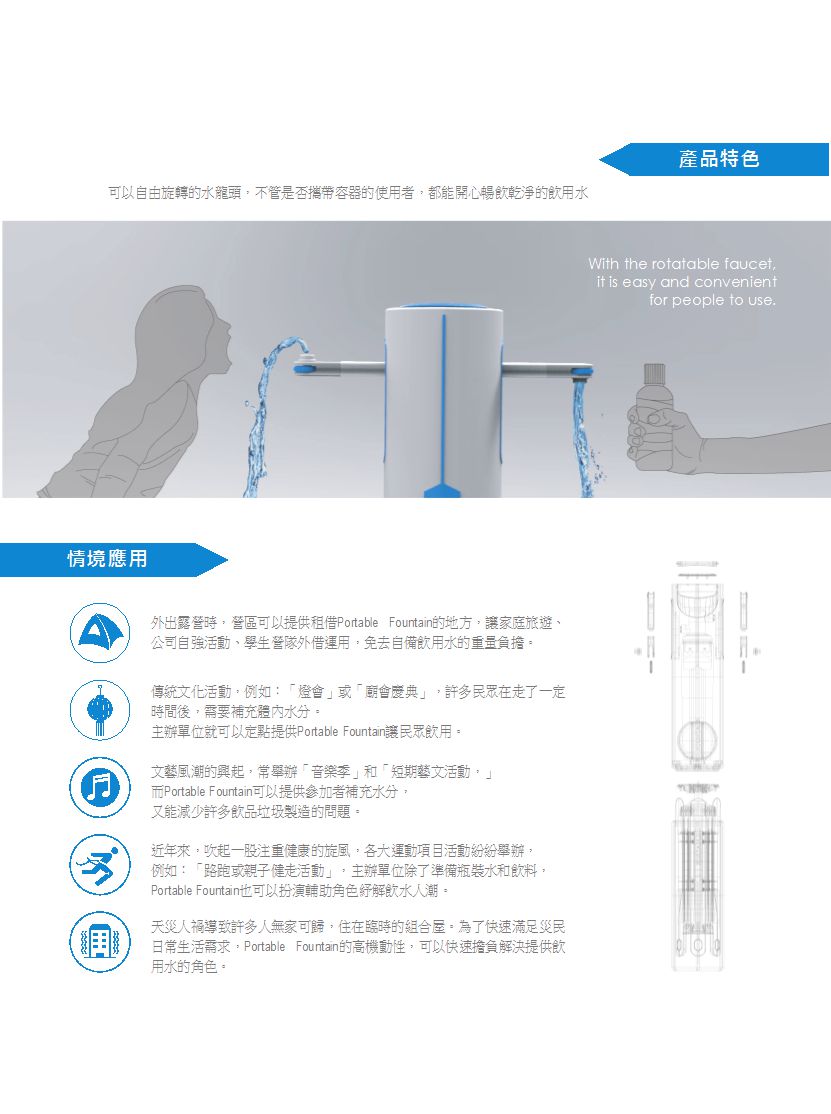 產品特色
可以自由旋轉的水龍頭，不管是否攜帶容器的使用者，都能開心暢飲乾淨的飲用水
With the rotatable faucet,
it is easy and convenient
for people to use.
情境應用
外出露營時，營區可以提供租借Portable Fountain的地方，讓家庭旅遊、
公司自強活動、學生營隊外借運用，免去自備飲用水的重量負擔。
傳統文化活動，例如：「燈會」或「廟會慶典」，許多民眾在走了一定
時間後，需要補充體內水分。
主辦單位就可以定點提供Portable Fountain讓民眾飲用。
文藝風潮的興起，常舉辦「音樂季」和「短期藝文活動，」
而Portable Fountain可以提供參加者補充水分，
又能減少許多飲品垃圾製造的問題。
近年來，吹起一股注重健康的旋風，各大運動項目活動紛紛舉辦，
例如：「路跑或親子健走活動」，主辦單位除了準備瓶裝水和飲料，
Portable Fountain也可以扮演輔助角色紓解飲水人潮。
天災人禍導致許多人無家可歸，住在臨時的組合屋。為了快速滿足災民
日常生活需求，Portable Fountain的高機動性，可以快速擔負解決提供飲
用水的角色。